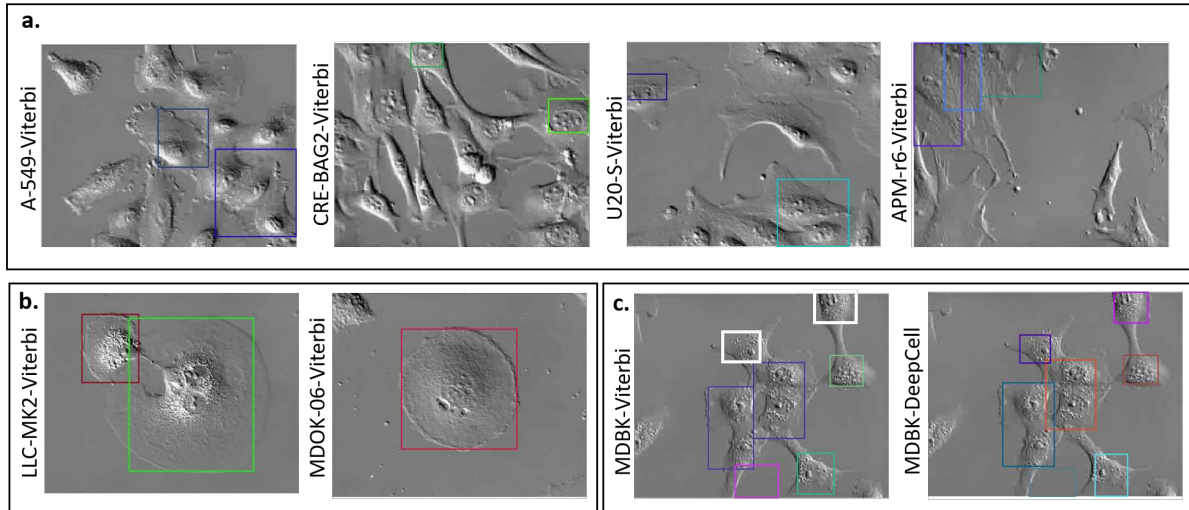 a.
A-549-Viterbi
CRE-BAG2-Viterbi
U20-S-Viterbi
APM-r6-Viterbi
b.
LLC-MK2-Viterbi
MDOK-06-Viterbi
c.
MDBK-Viterbi
MDBK-DeepCell